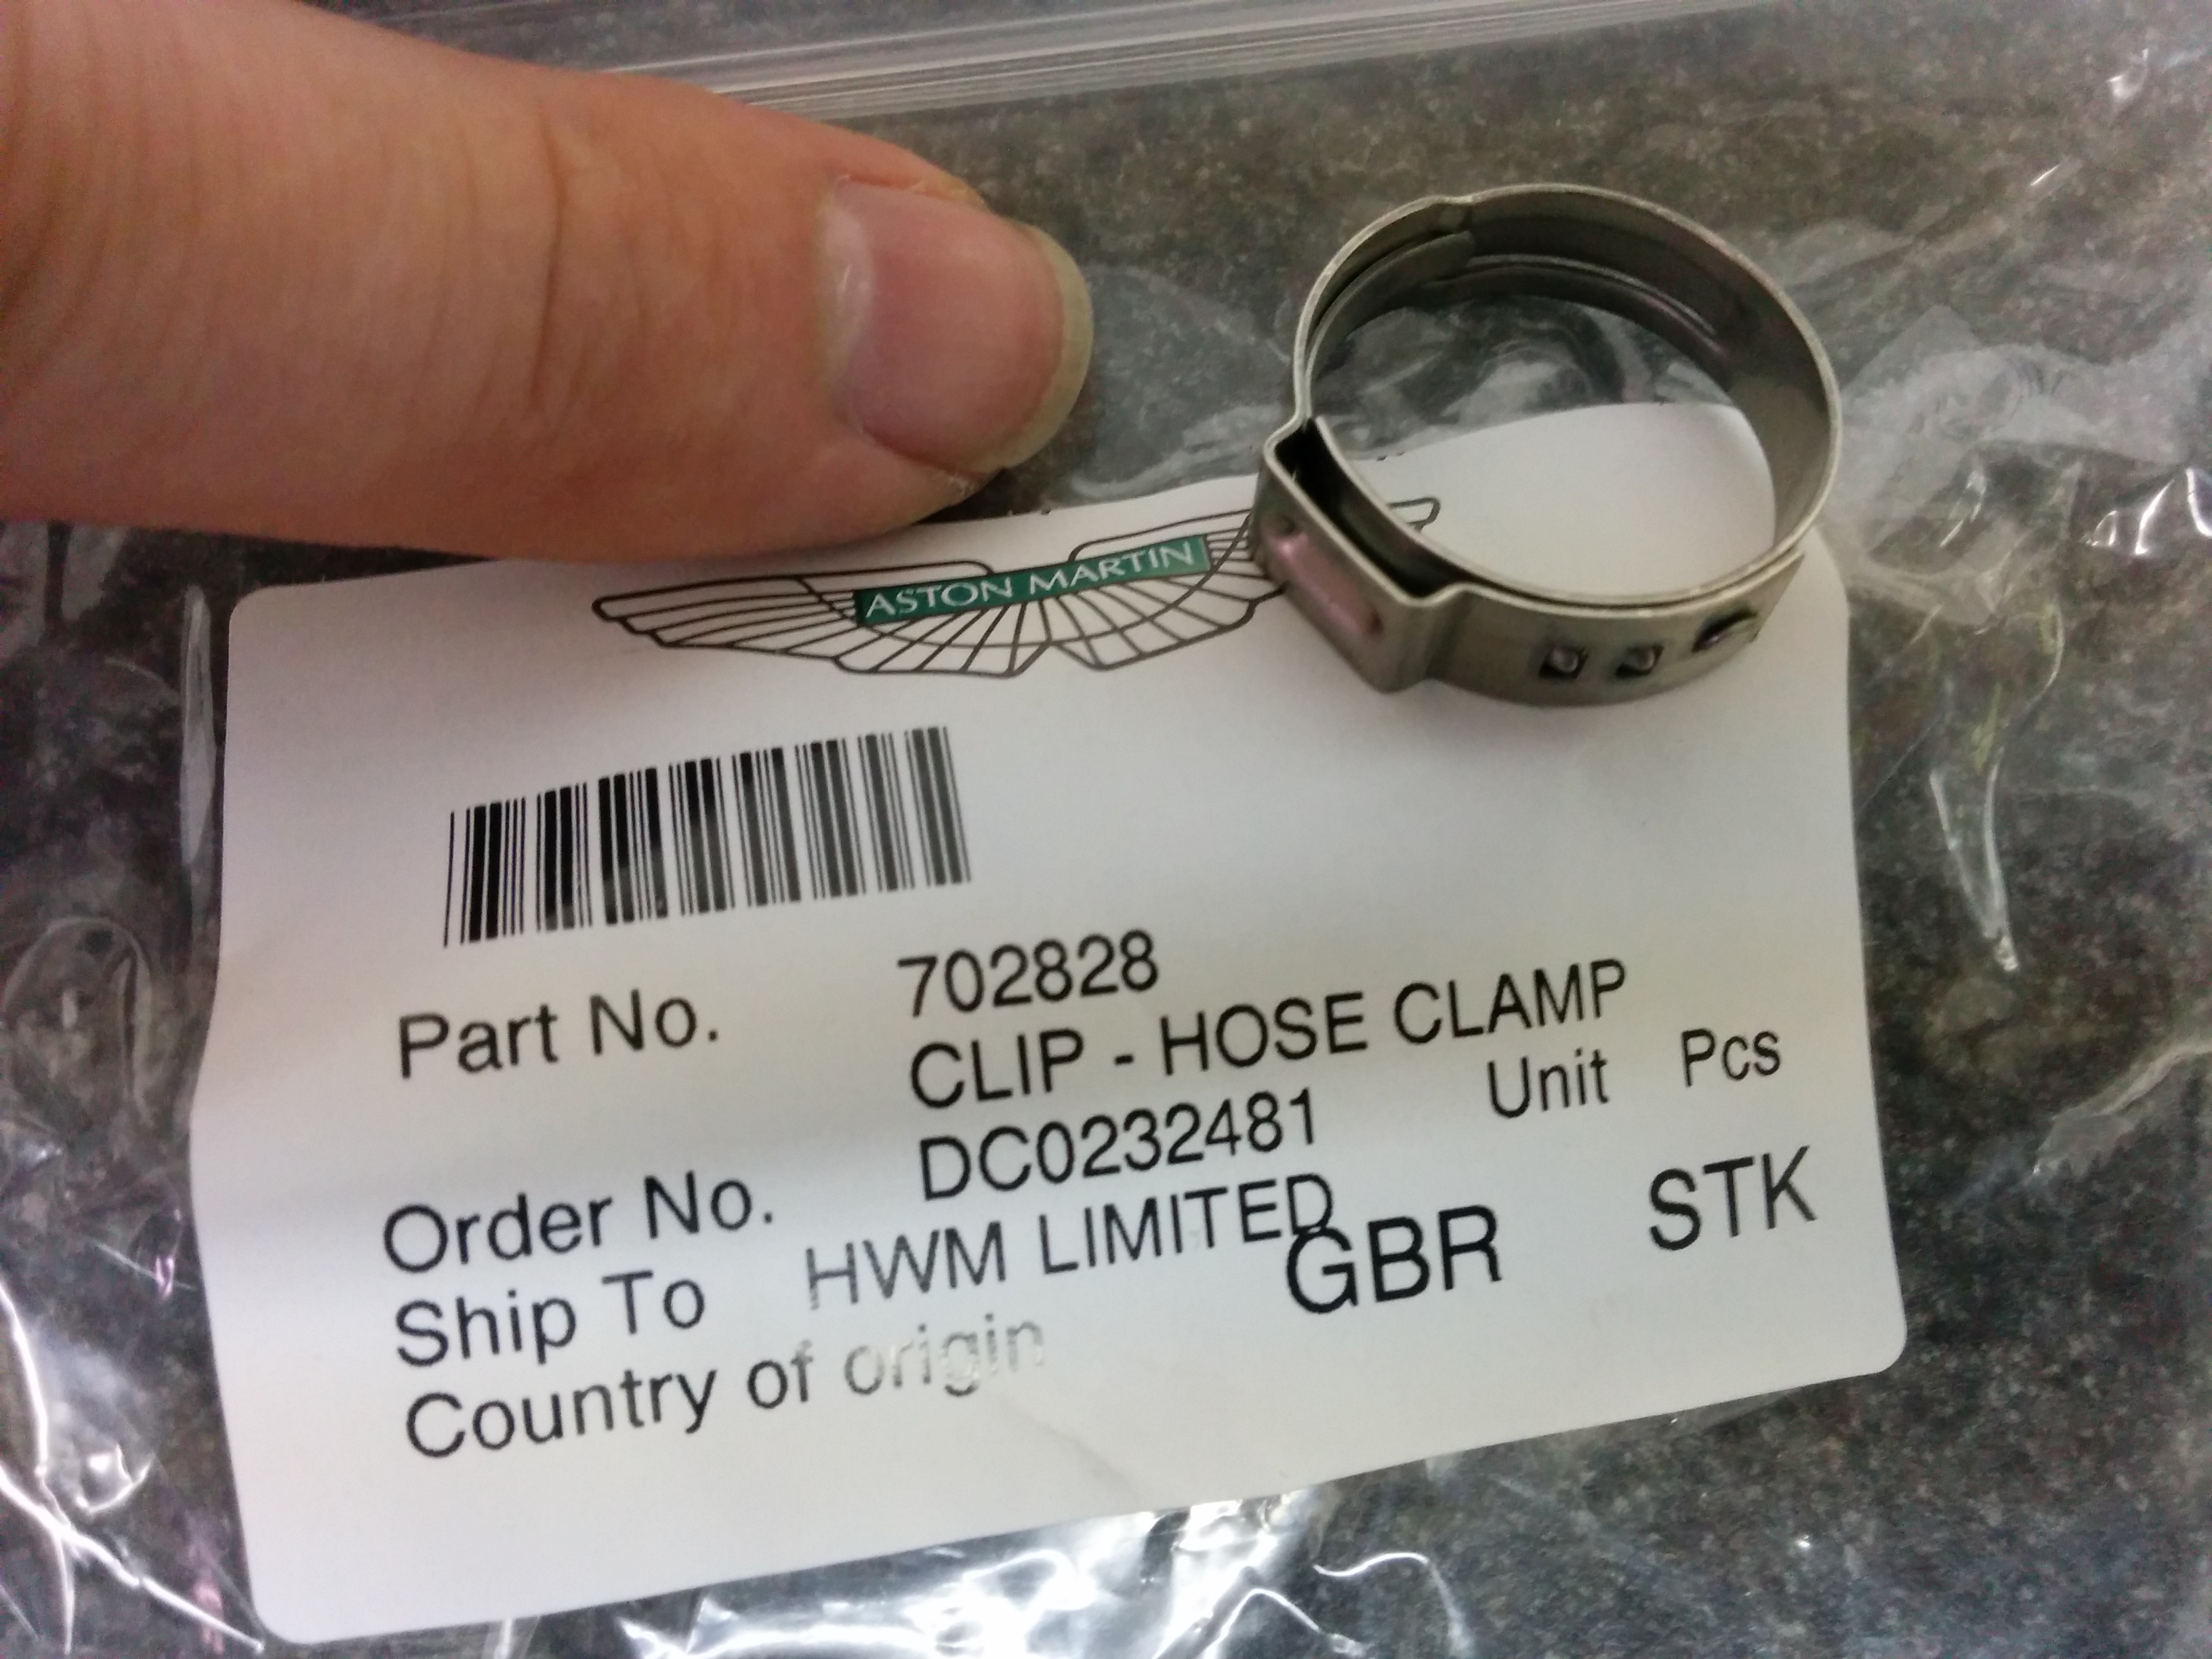 ASTON MARTIN
Part No. 702828
CLIP - HOSE CLAMP
Order No. DC0232481 Unit Pcs
Ship To HWM LIMITED
Country of origin GBR STK